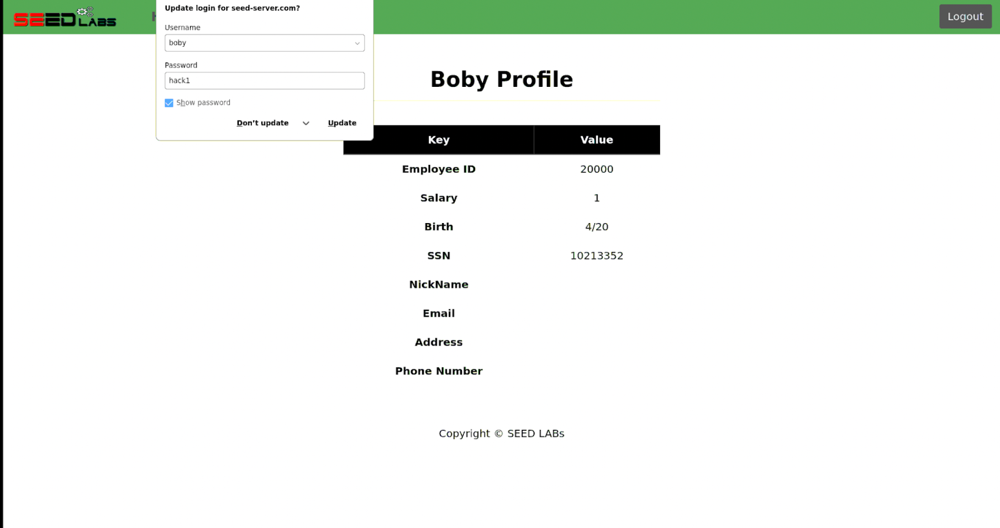 SEED LABS
Logout
Update login for seed-server.com?
Username
boby
Password
hack1
Show password
Don’t update
Update
Boby Profile
Key Value
Employee ID 20000
Salary 1
Birth 4/20
SSN 10213352
NickName
Email
Address
Phone Number
Copyright © SEED LABs